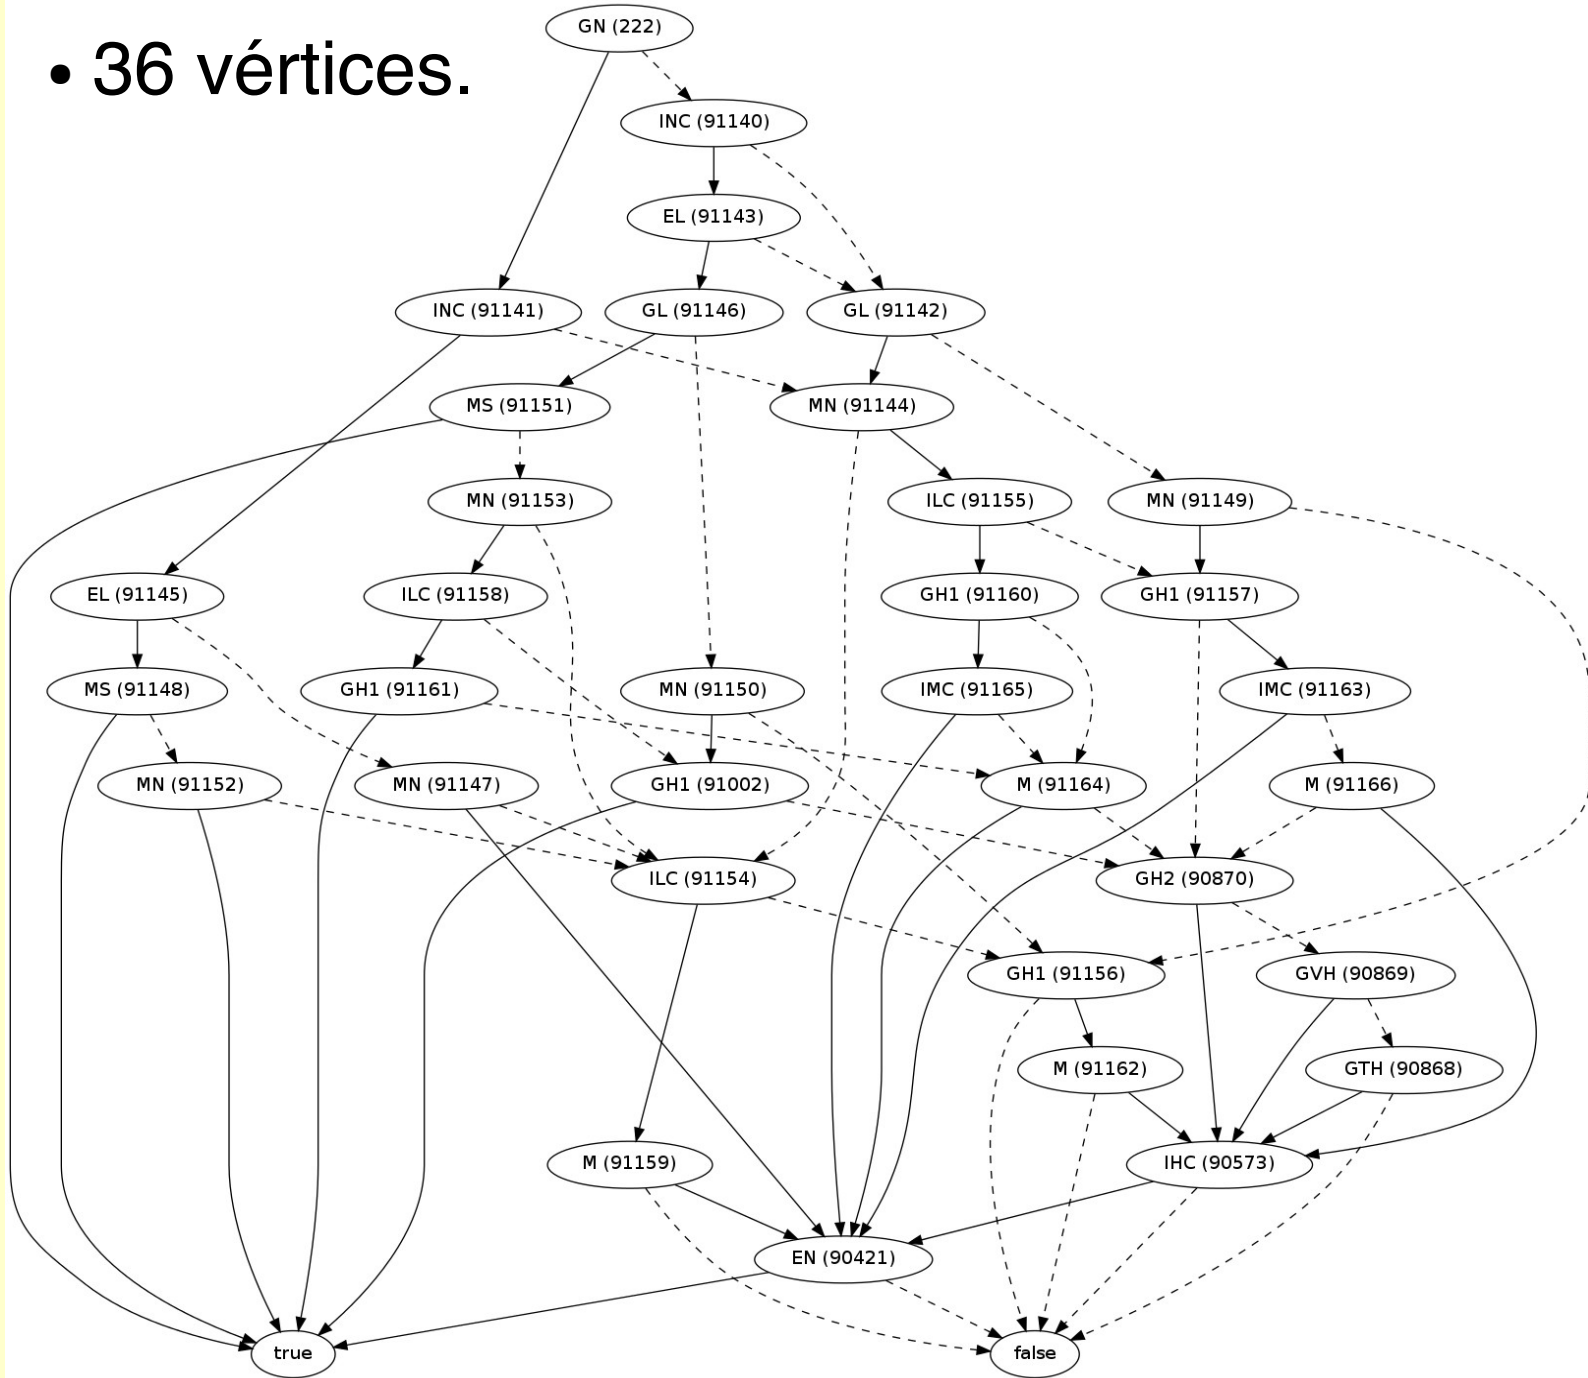 GN (222)
• 36 vértices.
INC (91140)
EL (91143)
INC (91141)
GL (91146)
GL (91142)
MS (91151)
MN (91144)
MN (91153)
ILC (91155)
MN (91149)
EL (91145)
ILC (91158)
GH1 (91160)
GH1 (91157)
MS (91148)
GH1 (91161)
MN (91150)
IMC (91165)
IMC (91163)
MN (91152)
MN (91147)
GH1 (91002)
M (91164)
M (91166)
ILC (91154)
GH2 (90870)
GH1 (91156)
GVH (90869)
M (91162)
GTH (90868)
M (91159)
IHC (90573)
EN (90421)
true
false